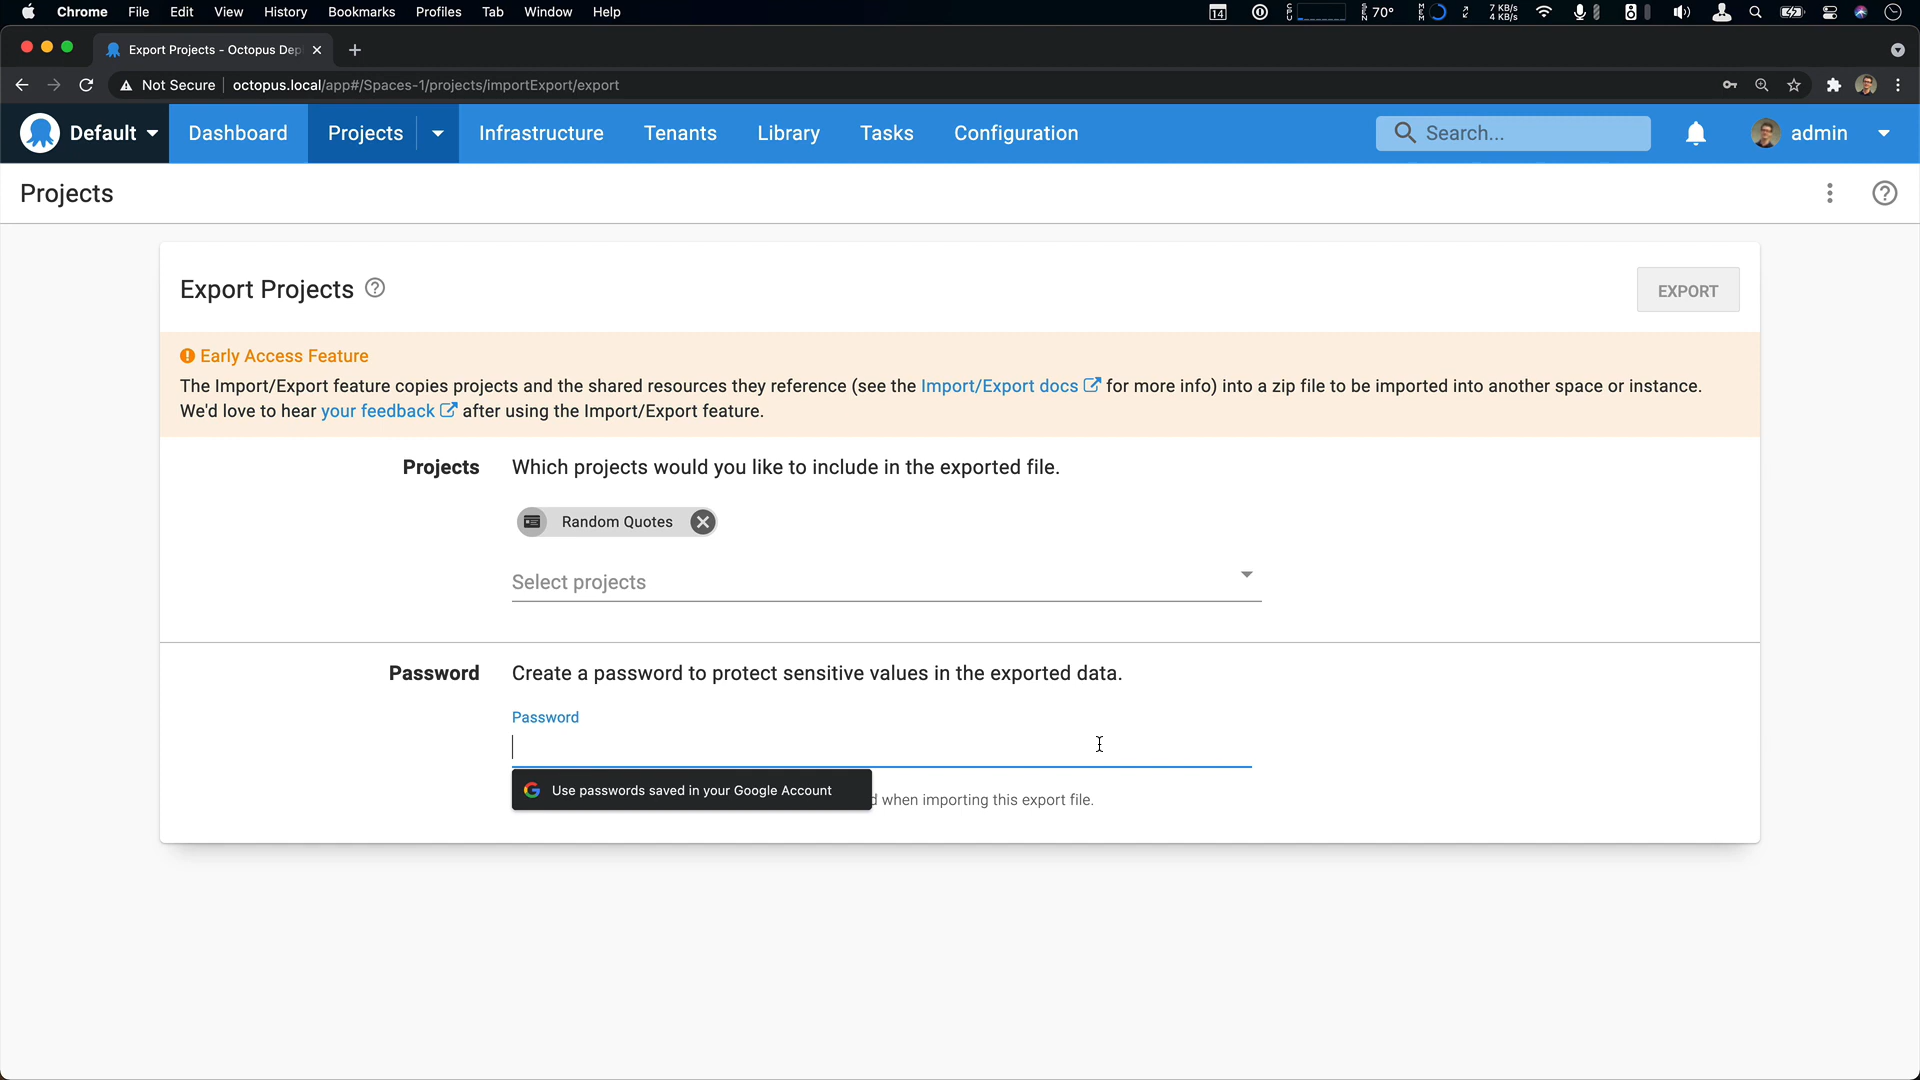 Chrome File Edit View History Bookmarks Profiles Tab Window Help 14 70° 7 KB/s 4 KB/s
Export Projects - Octopus Dep
Not Secure octopus.local/app#/Spaces-1/projects/importExport/export
Default Dashboard Projects Infrastructure Tenants Library Tasks Configuration Search... admin
Projects
Export Projects EXPORT
Early Access Feature
The Import/Export feature copies projects and the shared resources they reference (see the Import/Export docs for more info) into a zip file to be imported into another space or instance.
We'd love to hear your feedback after using the Import/Export feature.
Projects Which projects would you like to include in the exported file.
Random Quotes
Select projects
Password Create a password to protect sensitive values in the exported data.
Password
Use passwords saved in your Google Account
d when importing this export file.